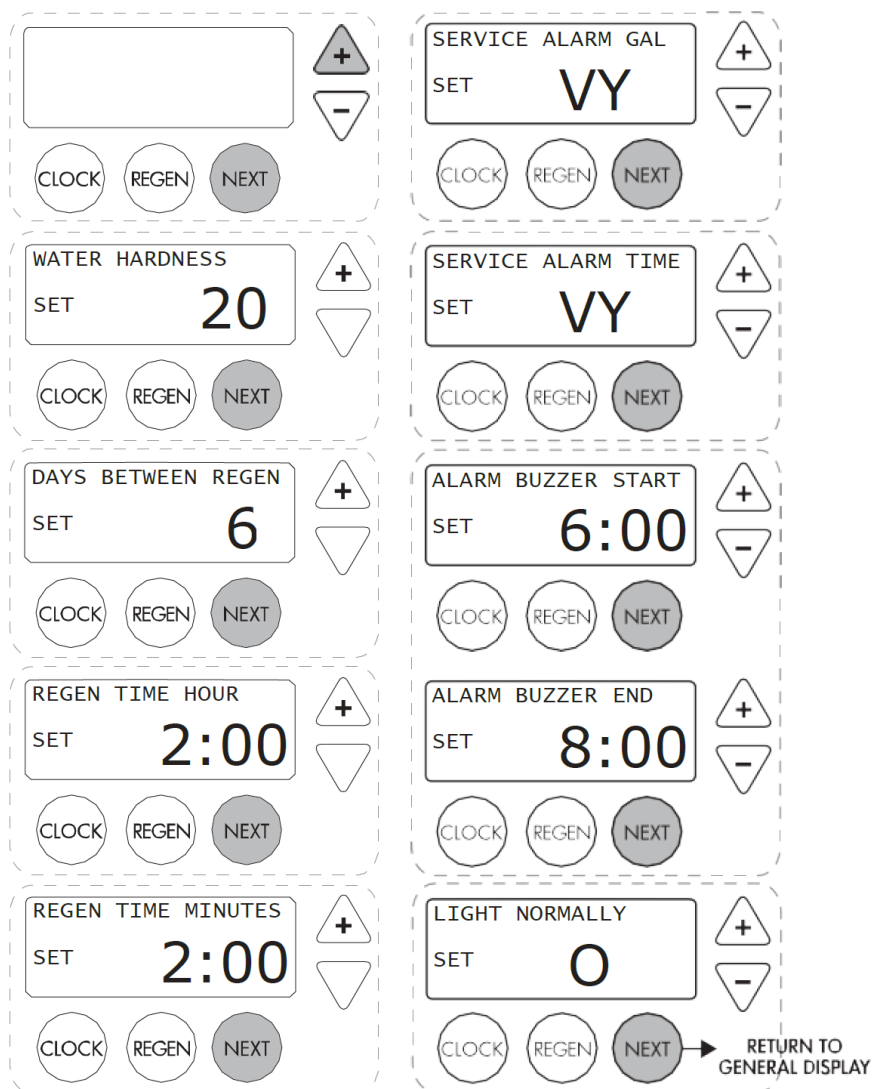 +
-
CLOCK REGEN NEXT
WATER HARDNESS
SET 20
+
CLOCK REGEN NEXT
DAYS BETWEEN REGEN
SET 6
+
CLOCK REGEN NEXT
REGEN TIME HOUR
SET 2:00
+
CLOCK REGEN NEXT
REGEN TIME MINUTES
SET 2:00
+
CLOCK REGEN NEXT
SERVICE ALARM GAL
SET VY
+
-
CLOCK REGEN NEXT
SERVICE ALARM TIME
SET VY
+
-
CLOCK REGEN NEXT
ALARM BUZZER START
SET 6:00
+
-
CLOCK REGEN NEXT
ALARM BUZZER END
SET 8:00
+
-
CLOCK REGEN NEXT
LIGHT NORMALLY
SET O
+
-
CLOCK REGEN NEXT
RETURN TO
GENERAL DISPLAY